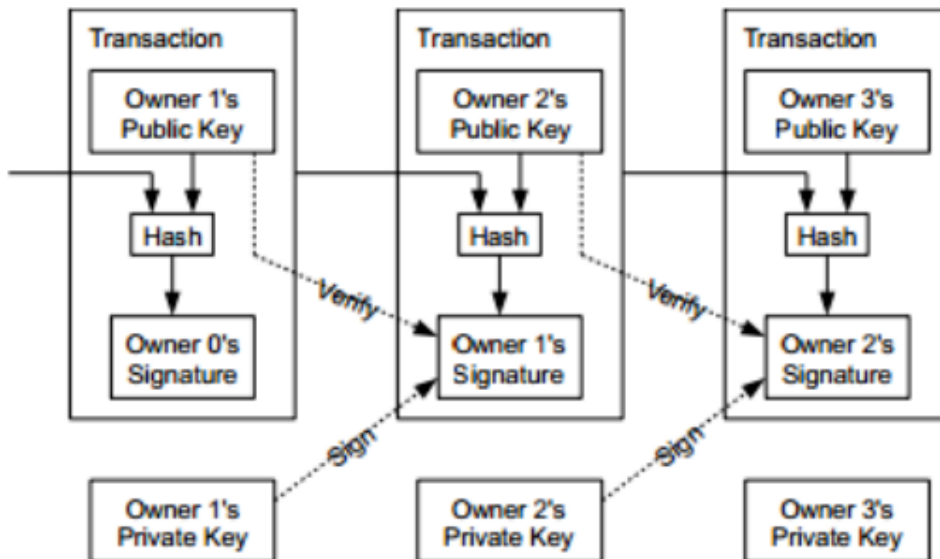 Transaction
Transaction
Transaction
Owner 1's
Public Key
Owner 2's
Public Key
Owner 3's
Public Key
Hash
Hash
Hash
Verify
Verify
Owner 0's
Signature
Owner 1's
Signature
Owner 2's
Signature
Sign
Sign
Owner 1's
Private Key
Owner 2's
Private Key
Owner 3's
Private Key